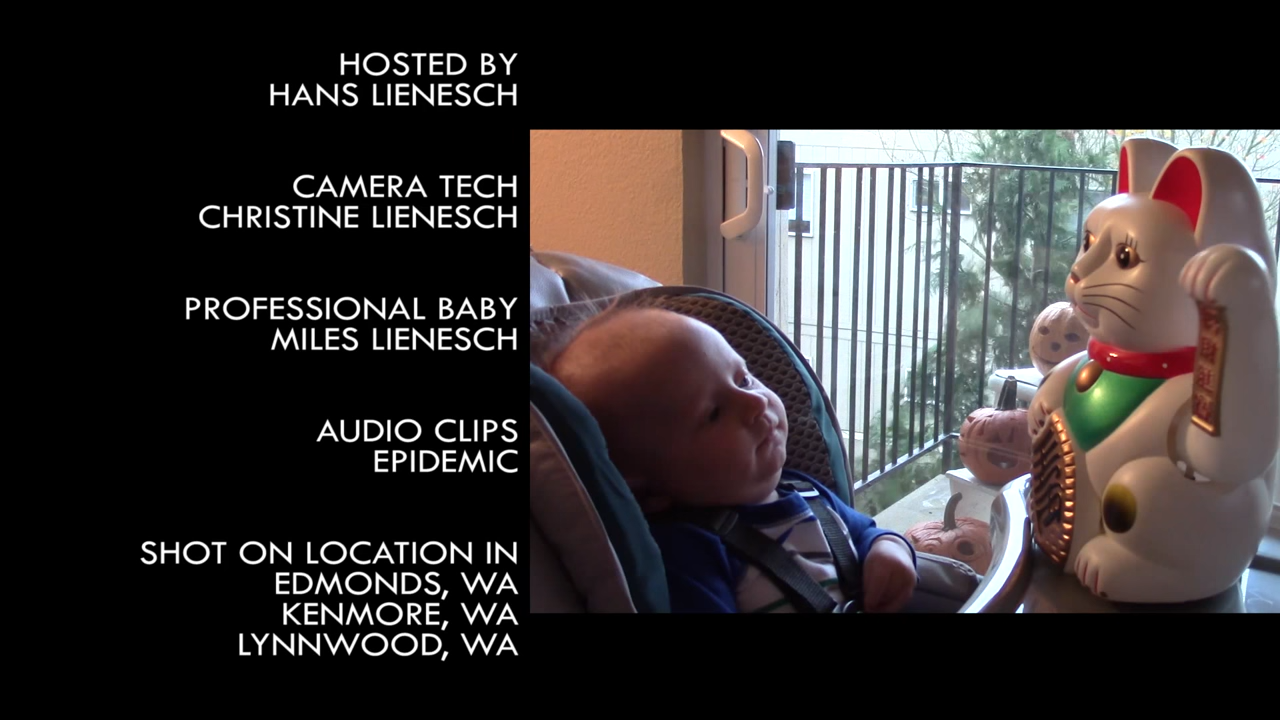 HOSTED BY
HANS LIENESCH
CAMERA TECH
CHRISTINE LIENESCH
PROFESSIONAL BABY
MILES LIENESCH
AUDIO CLIPS
EPIDEMIC
SHOT ON LOCATION IN
EDMONDS, WA
KENMORE, WA
LYNNWOOD, WA